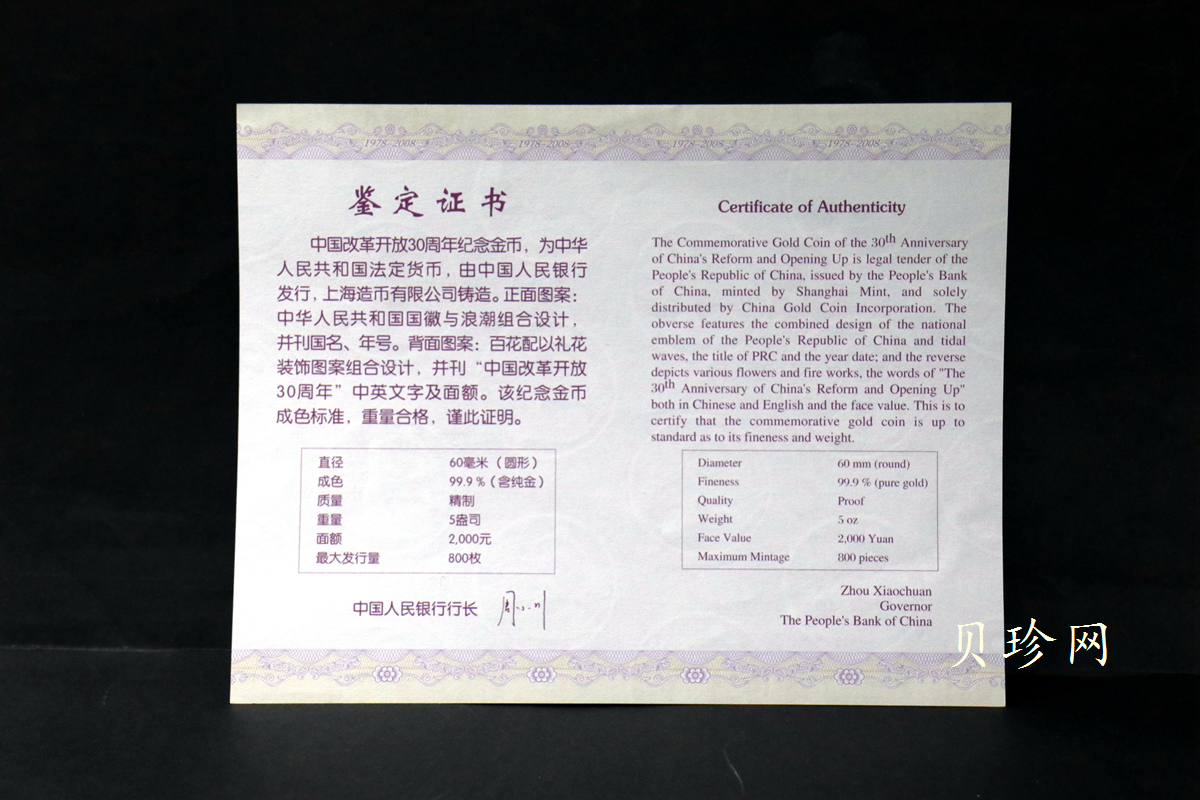 1978-2008 1978-2008 1978-2008 1978-2008
鉴定证书
中国改革开放30周年纪念金币，为中华
人民共和国法定货币，由中国人民银行
发行，上海造币有限公司铸造。正面图案：
中华人民共和国国徽与浪潮组合设计，
并刊国名、年号。背面图案：百花配以礼花
装饰图案组合设计，并刊“中国改革开放
30周年”中英文字及面额。该纪念金币
成色标准，重量合格，谨此证明。
直径 60毫米（圆形）
成色 99.9％（含纯金）
质量 精制
重量 5盎司
面额 2,000元
最大发行量 800枚
中国人民银行行长 周小川
Certificate of Authenticity
The Commemorative Gold Coin of the 30th Anniversary
of China's Reform and Opening Up is legal tender of the
People's Republic of China, issued by the People's Bank
of China, minted by Shanghai Mint, and solely
distributed by China Gold Coin Incorporation. The
obverse features the combined design of the national
emblem of the People's Republic of China and tidal
waves, the title of PRC and the year date; and the reverse
depicts various flowers and fire works, the words of "The
30th Anniversary of China's Reform and Opening Up"
both in Chinese and English and the face value. This is to
certify that the commemorative gold coin is up to
standard as to its fineness and weight.
Diameter 60 mm (round)
Fineness 99.9 % (pure gold)
Quality Proof
Weight 5 oz
Face Value 2,000 Yuan
Maximum Mintage 800 pieces
Zhou Xiaochuan
Governor
The People's Bank of China
贝珍网